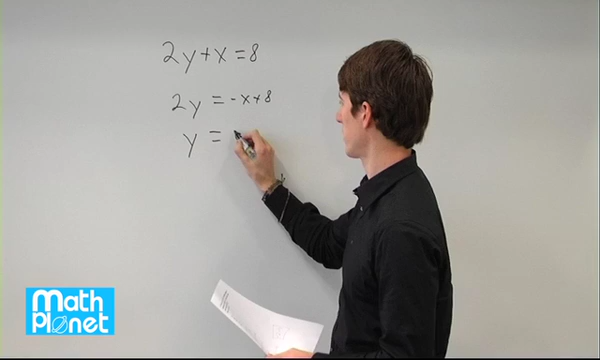 2y+x=8
2y = -x+8
y =
Math
Planet